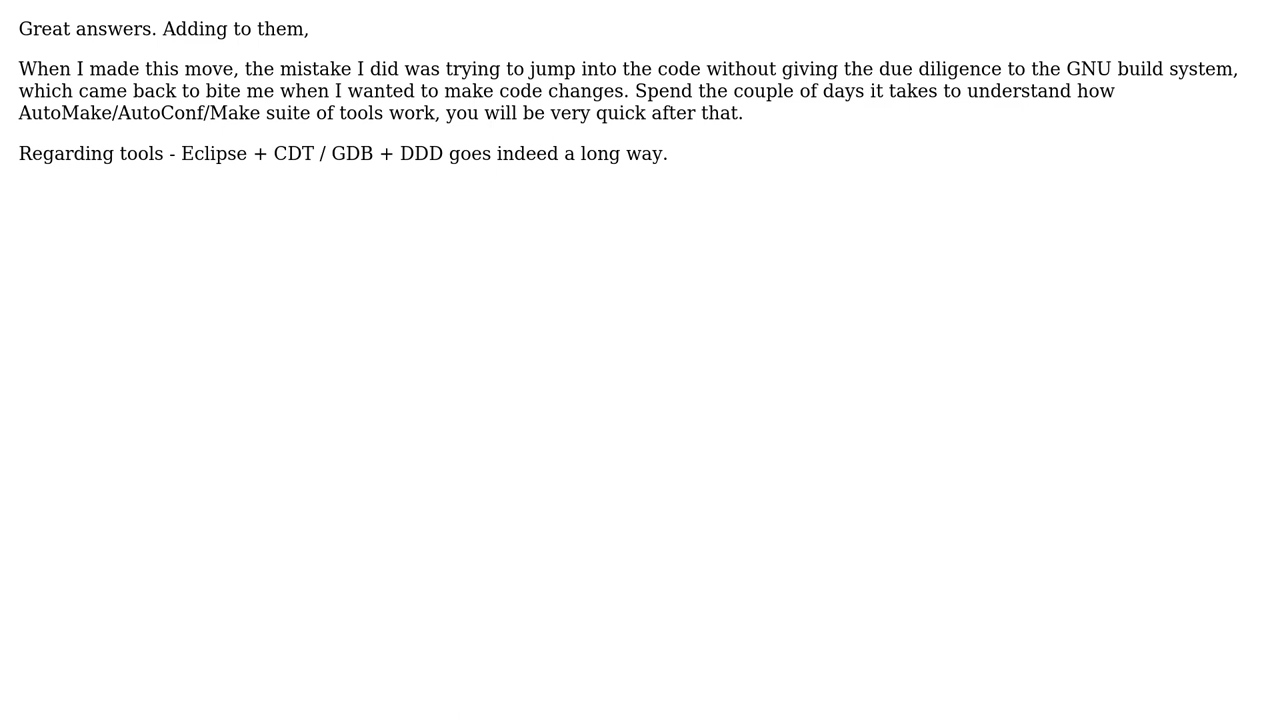 Great answers. Adding to them,
When I made this move, the mistake I did was trying to jump into the code without giving the due diligence to the GNU build system,
which came back to bite me when I wanted to make code changes. Spend the couple of days it takes to understand how
AutoMake/AutoConf/Make suite of tools work, you will be very quick after that.
Regarding tools - Eclipse + CDT / GDB + DDD goes indeed a long way.